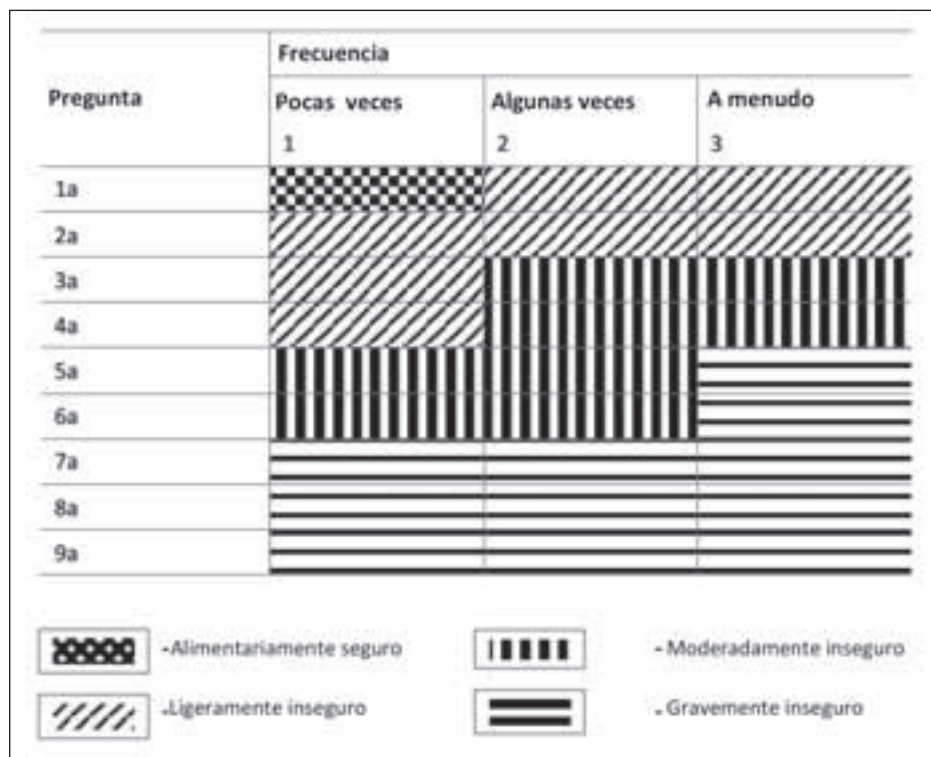 Frecuencia
Pregunta
Pocas veces
Algunas veces
A menudo
1
2
3
1a
2a
3a
4a
5a
6a
7a
8a
9a
-Alimentariamente seguro
- Moderadamente inseguro
-Ligeramente inseguro
- Gravemente inseguro